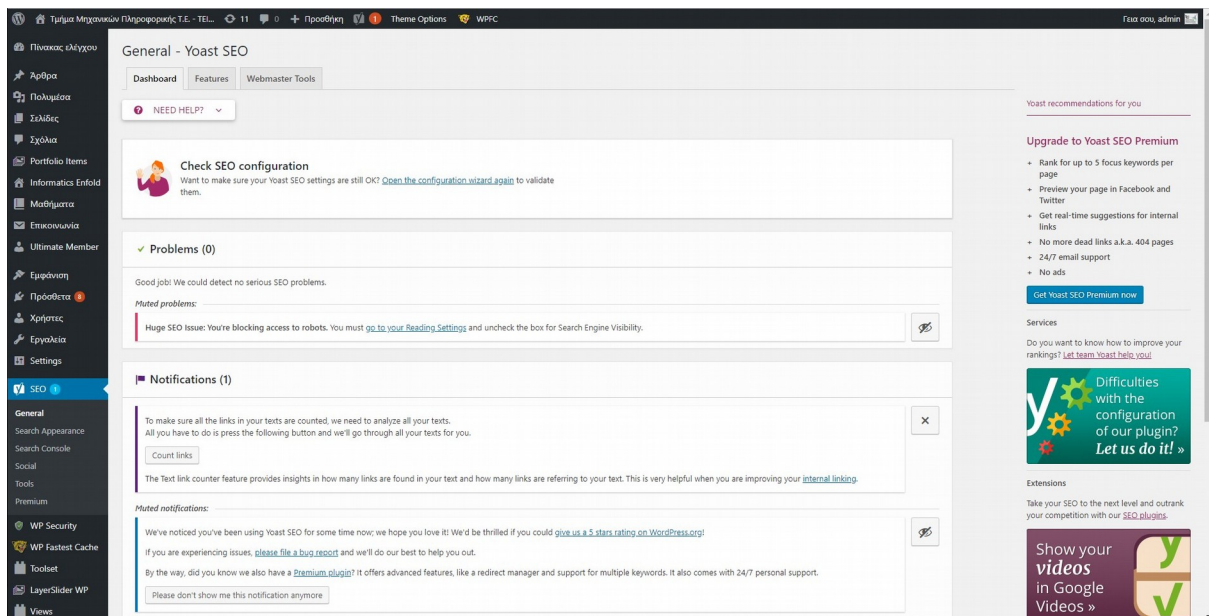 Τμήμα Μηχανικών Πληροφορικής Τ.Ε. - ΤΕΙ... 11 0 + Προσθήκη 1 Theme Options WPFC Γεια σου, admin
Πίνακας ελέγχου
Άρθρα
Πολυμέσα
Σελίδες
Σχόλια
Portfolio Items
Informatics Enfold
Μαθήματα
Επικοινωνία
Ultimate Member
Εμφάνιση
Πρόσθετα 8
Χρήστες
Εργαλεία
Settings
SEO 1
General
Search Appearance
Search Console
Social
Tools
Premium
WP Security
WP Fastest Cache
Toolset
LayerSlider WP
Views
General - Yoast SEO
Dashboard Features Webmaster Tools
NEED HELP?
Check SEO configuration
Want to make sure your Yoast SEO settings are still OK? Open the configuration wizard again to validate
them.
Problems (0)
Good job! We could detect no serious SEO problems.
Muted problems:
Huge SEO Issue: You're blocking access to robots. You must go to your Reading Settings and uncheck the box for Search Engine Visibility.
Notifications (1)
To make sure all the links in your texts are counted, we need to analyze all your texts.
All you have to do is press the following button and we'll go through all your texts for you.
Count links
The Text link counter feature provides insights in how many links are found in your text and how many links are referring to your text. This is very helpful when you are improving your internal linking.
Muted notifications:
We've noticed you've been using Yoast SEO for some time now; we hope you love it! We'd be thrilled if you could give us a 5 stars rating on WordPress.org!
If you are experiencing issues, please file a bug report and we'll do our best to help you out.
By the way, did you know we also have a Premium plugin? It offers advanced features, like a redirect manager and support for multiple keywords. It also comes with 24/7 personal support.
Please don't show me this notification anymore
Yoast recommendations for you
Upgrade to Yoast SEO Premium
+ Rank for up to 5 focus keywords per
page
+ Preview your page in Facebook and
Twitter
+ Get real-time suggestions for internal
links
+ No more dead links a.k.a. 404 pages
+ 24/7 email support
+ No ads
Get Yoast SEO Premium now
Services
Do you want to know how to improve your
rankings? Let team Yoast help you!
Difficulties
with the
configuration
of our plugin?
Let us do it! »
Extensions
Take your SEO to the next level and outrank
your competition with our SEO plugins.
Show your
videos
in Google
Videos »